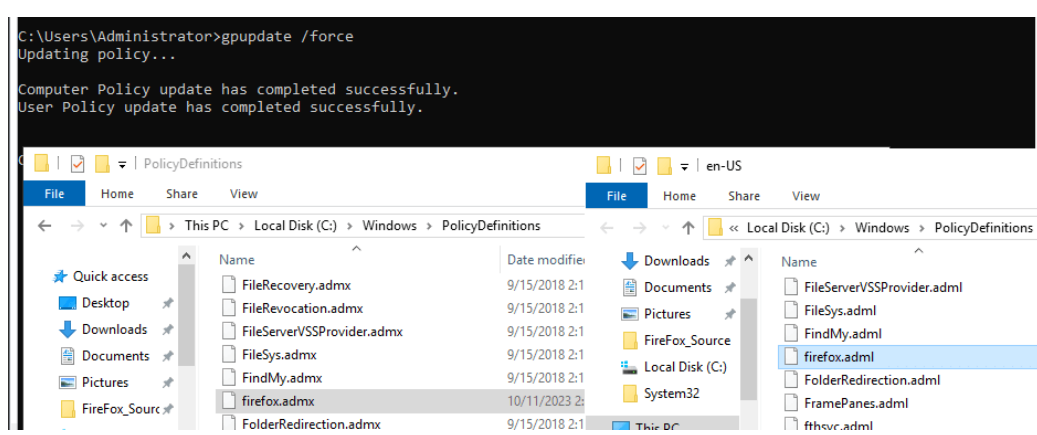 C:\Users\Administrator>gpupdate /force
Updating policy...
Computer Policy update has completed successfully.
User Policy update has completed successfully.
PolicyDefinitions
File Home Share View
This PC > Local Disk (C:) > Windows > PolicyDefinitions
Quick access
Desktop
Downloads
Documents
Pictures
FireFox_Sourc
Name Date modifie
FileRecovery.admx 9/15/2018 2:1
FileRevocation.admx 9/15/2018 2:1
FileServerVSSProvider.admx 9/15/2018 2:1
FileSys.admx 9/15/2018 2:1
FindMy.admx 9/15/2018 2:1
firefox.admx 10/11/2023 2:
FolderRedirection.admx 9/15/2018 2:1
en-US
File Home Share View
« Local Disk (C:) > Windows > PolicyDefinitions
Downloads
Documents
Pictures
FireFox_Source
Local Disk (C:)
System32
This PC
Name
FileServerVSSProvider.adml
FileSys.adml
FindMy.adml
firefox.adml
FolderRedirection.adml
FramePanes.adml
fthsvc.adml